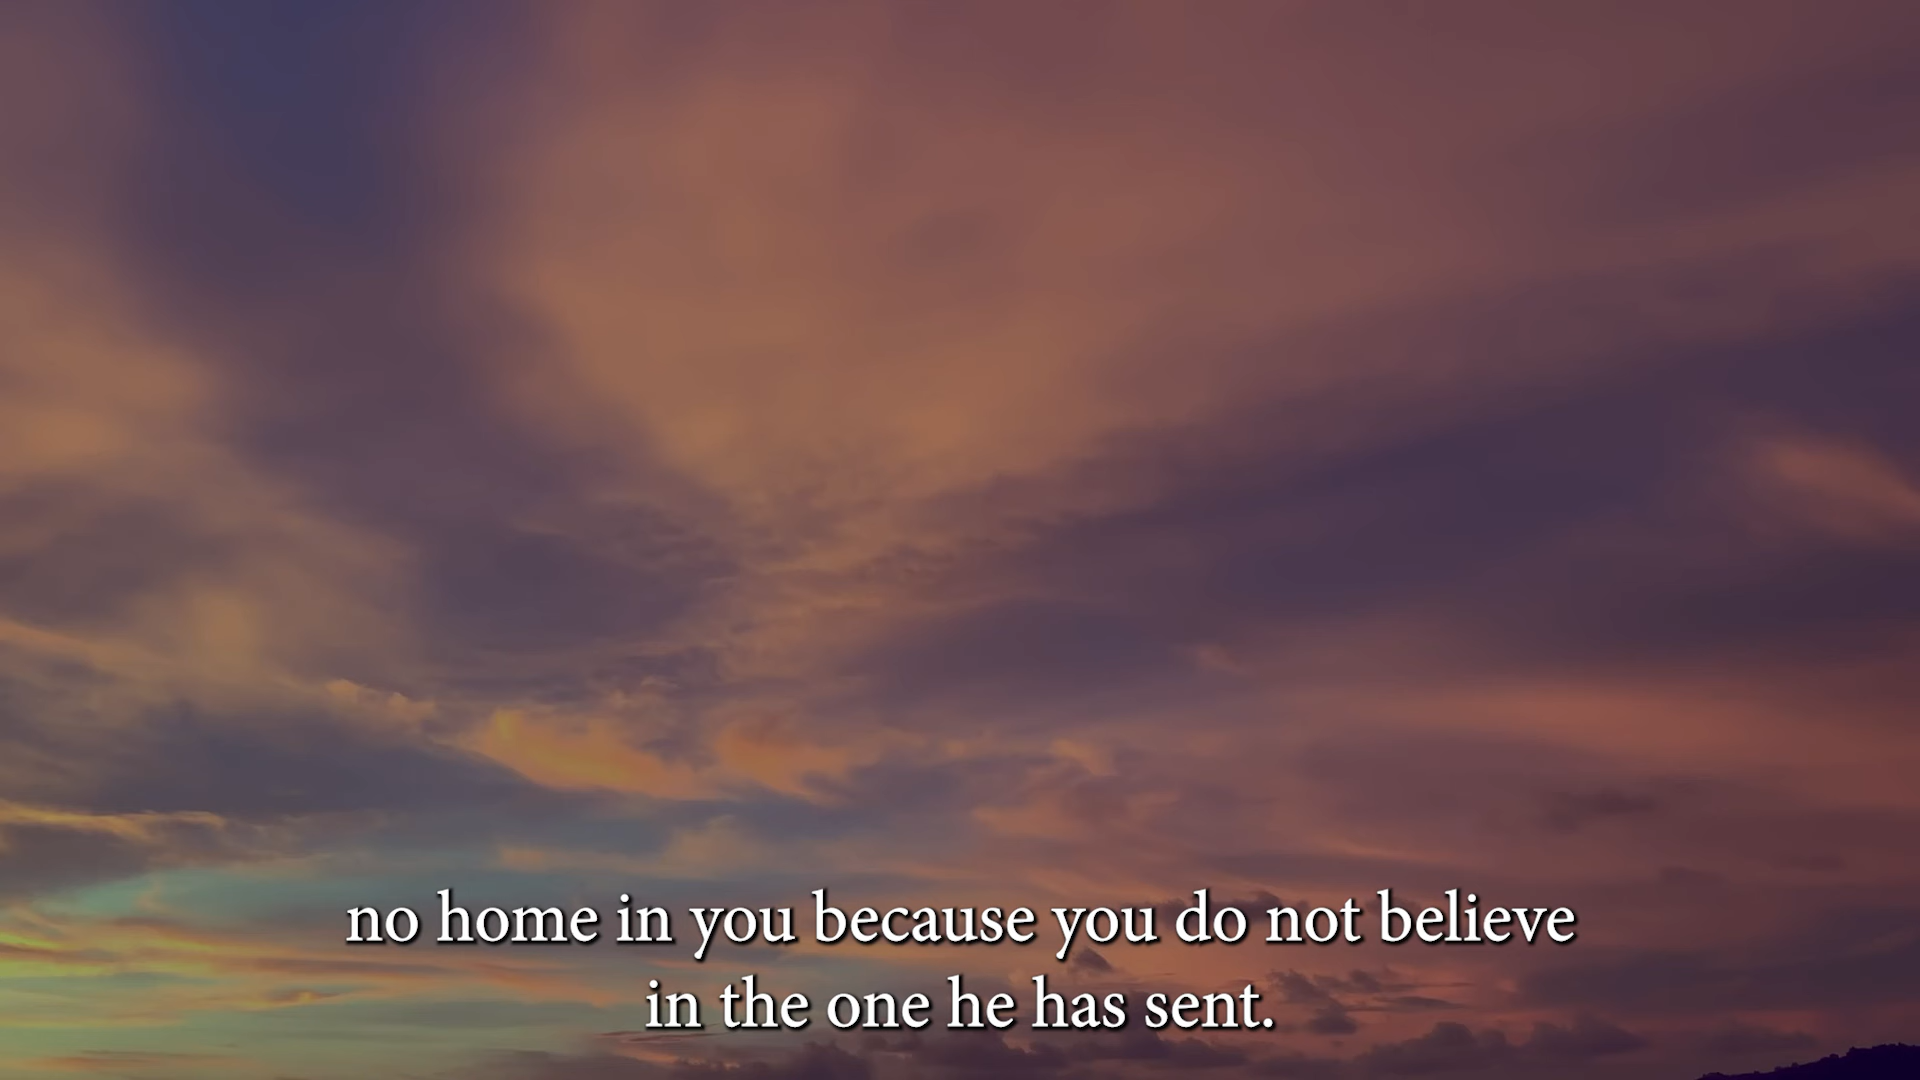 no home in you because you do not believe
in the one he has sent.